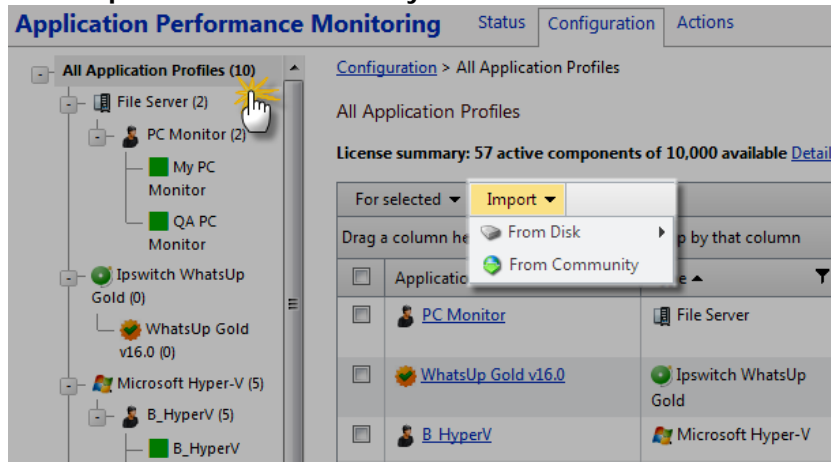 Application Performance Monitoring
Status
Configuration
Actions
All Application Profiles (10)
File Server (2)
PC Monitor (2)
My PC
Monitor
QA PC
Monitor
Ipswitch WhatsUp
Gold (0)
WhatsUp Gold
v16.0 (0)
Microsoft Hyper-V (5)
B_HyperV (5)
B_HyperV
Configuration > All Application Profiles
All Application Profiles
License summary: 57 active components of 10,000 available Detail
For selected
Import
From Disk
From Community
Drag a column he
p by that column
Applicatio
e
PC Monitor
File Server
WhatsUp Gold v16.0
Ipswitch WhatsUp
Gold
B_HyperV
Microsoft Hyper-V